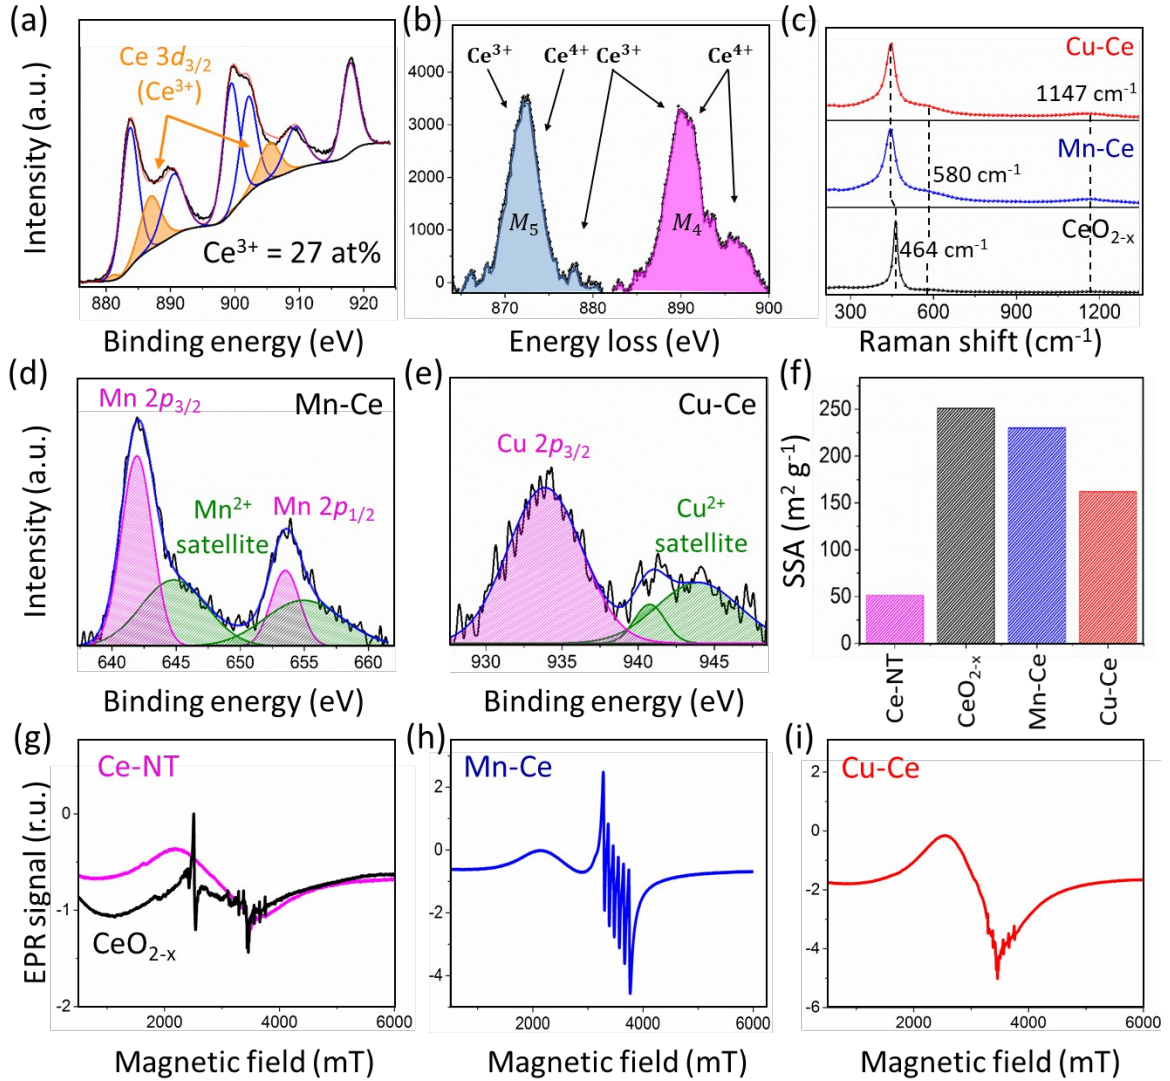 (a)
Ce 3d3/2
(Ce3+)
Ce3+ = 27 at%
Intensity (a.u.)
880 890 900 910 920
Binding energy (eV)
(b)
Ce3+ Ce4+ Ce3+ Ce4+
4000
3000
2000
1000
0
M5 M4
870 880 890 900
Energy loss (eV)
(c)
Cu-Ce
1147 cm-1
Mn-Ce
580 cm-1
CeO2-x
464 cm-1
300 600 900 1200
Raman shift (cm-1)
(d)
Mn 2p3/2
Mn-Ce
Mn2+
satellite
Mn 2p1/2
Intensity (a.u.)
640 645 650 655 660
Binding energy (eV)
(e)
Cu-Ce
Cu 2p3/2
Cu2+
satellite
930 935 940 945
Binding energy (eV)
(f)
SSA (m2 g-1)
250
200
150
100
50
0
Ce-NT
CeO2-x
Mn-Ce
Cu-Ce
(g)
Ce-NT
CeO2-x
EPR signal (r.u.)
0
-1
-2
2000 4000 6000
Magnetic field (mT)
(h)
Mn-Ce
2
0
-2
-4
2000 4000 6000
Magnetic field (mT)
(i)
Cu-Ce
2
0
-2
-4
-6
2000 4000 6000
Magnetic field (mT)